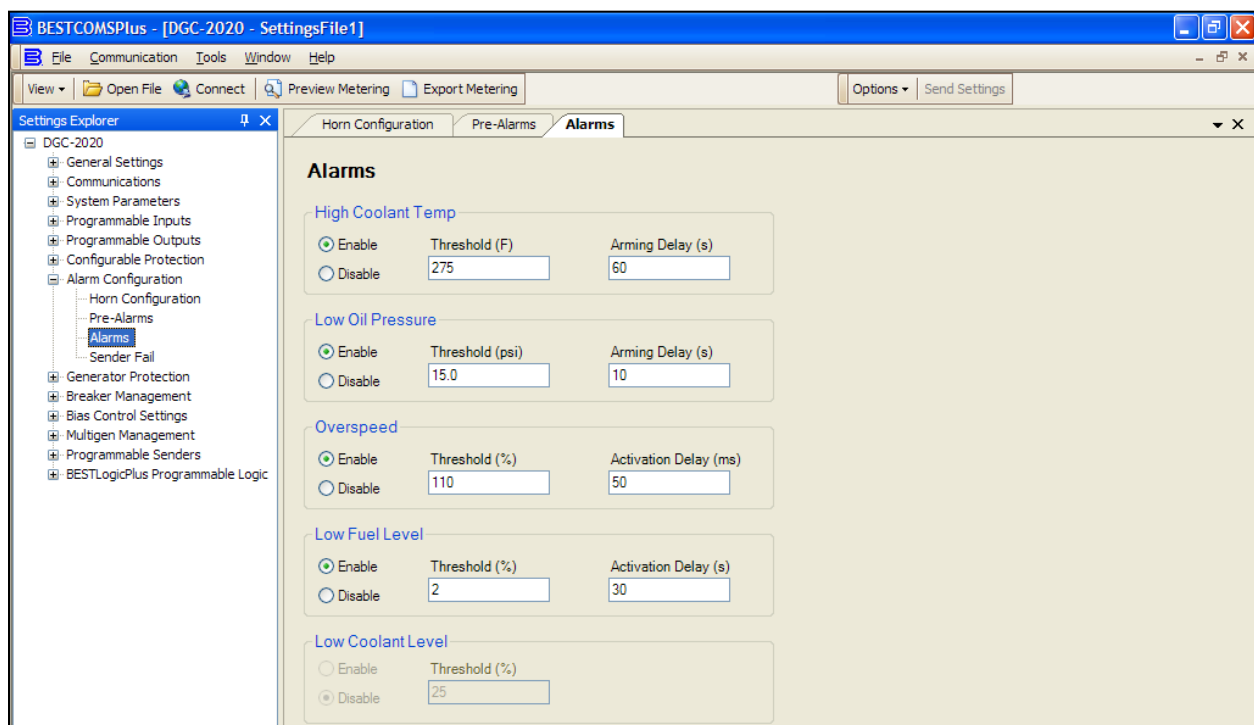 BESTCOMSPlus - [DGC-2020 - SettingsFile1]
File Communication Tools Window Help
View Open File Connect Preview Metering Export Metering Options Send Settings
Settings Explorer
DGC-2020
General Settings
Communications
System Parameters
Programmable Inputs
Programmable Outputs
Configurable Protection
Alarm Configuration
Horn Configuration
Pre-Alarms
Alarms
Sender Fail
Generator Protection
Breaker Management
Bias Control Settings
Multigen Management
Programmable Senders
BESTLogicPlus Programmable Logic
Horn Configuration Pre-Alarms Alarms
Alarms
High Coolant Temp
Enable Threshold (F) Arming Delay (s)
Disable 275 60
Low Oil Pressure
Enable Threshold (psi) Arming Delay (s)
Disable 15.0 10
Overspeed
Enable Threshold (%) Activation Delay (ms)
Disable 110 50
Low Fuel Level
Enable Threshold (%) Activation Delay (s)
Disable 2 30
Low Coolant Level
Enable Threshold (%)
Disable 25